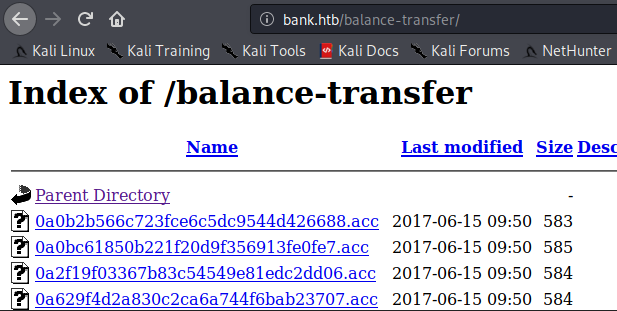 bank.htb/balance-transfer/
Kali Linux Kali Training Kali Tools Kali Docs Kali Forums NetHunter
Index of /balance-transfer
Name Last modified Size Desc
Parent Directory -
0a0b2b566c723fce6c5dc9544d426688.acc 2017-06-15 09:50 583
0a0bc61850b221f20d9f356913fe0fe7.acc 2017-06-15 09:50 585
0a2f19f03367b83c54549e81edc2dd06.acc 2017-06-15 09:50 584
0a629f4d2a830c2ca6a744f6bab23707.acc 2017-06-15 09:50 584